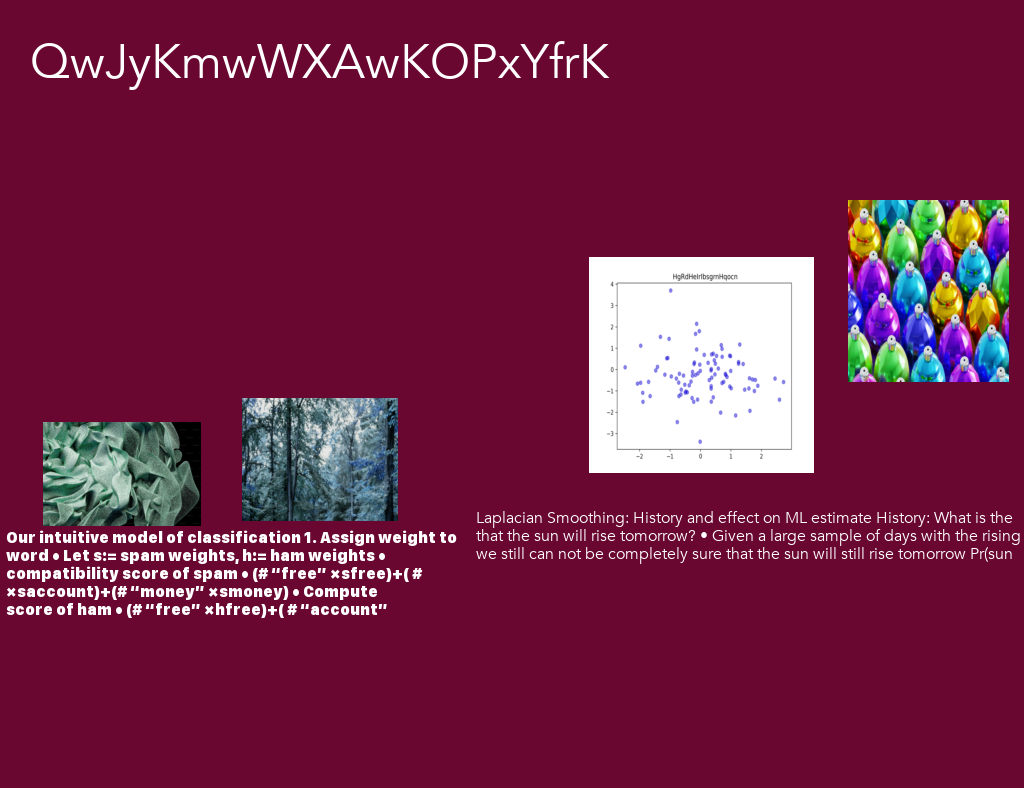 QwJyKmwWXAwKOPxYfrK
HgRdHeIrlbsgrnHqocn
4
3
2
1
0
−1
−2
−3
−2 −1 0 1 2
Our intuitive model of classification 1. Assign weight to
word • Let s:= spam weights, h:= ham weights •
compatibility score of spam • (# “free” ×sfree)+( #
×saccount)+(# “money” ×smoney) • Compute
score of ham • (# “free” ×hfree)+( # “account”
Laplacian Smoothing: History and effect on ML estimate History: What is the
that the sun will rise tomorrow? • Given a large sample of days with the rising
we still can not be completely sure that the sun will still rise tomorrow Pr(sun